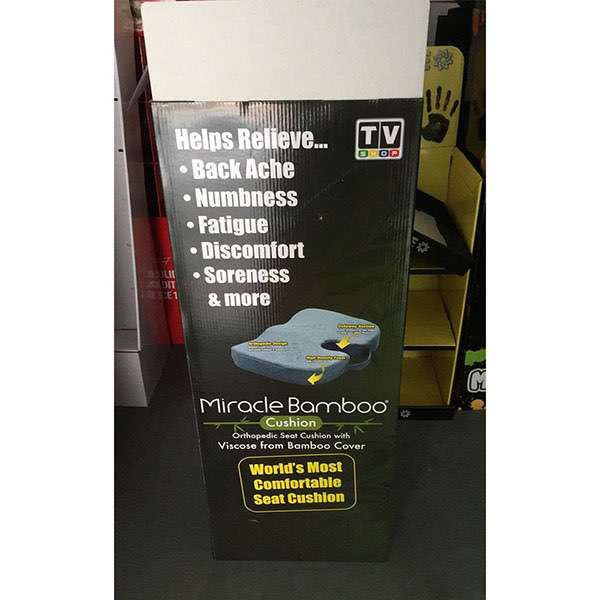 Helps Relieve...
• Back Ache
• Numbness
• Fatigue
• Discomfort
• Soreness
& more
TV
SHOP
Miracle Bamboo®
Cushion
Orthopedic Seat Cushion with
Viscose from Bamboo Cover
World's Most
Comfortable
Seat Cushion